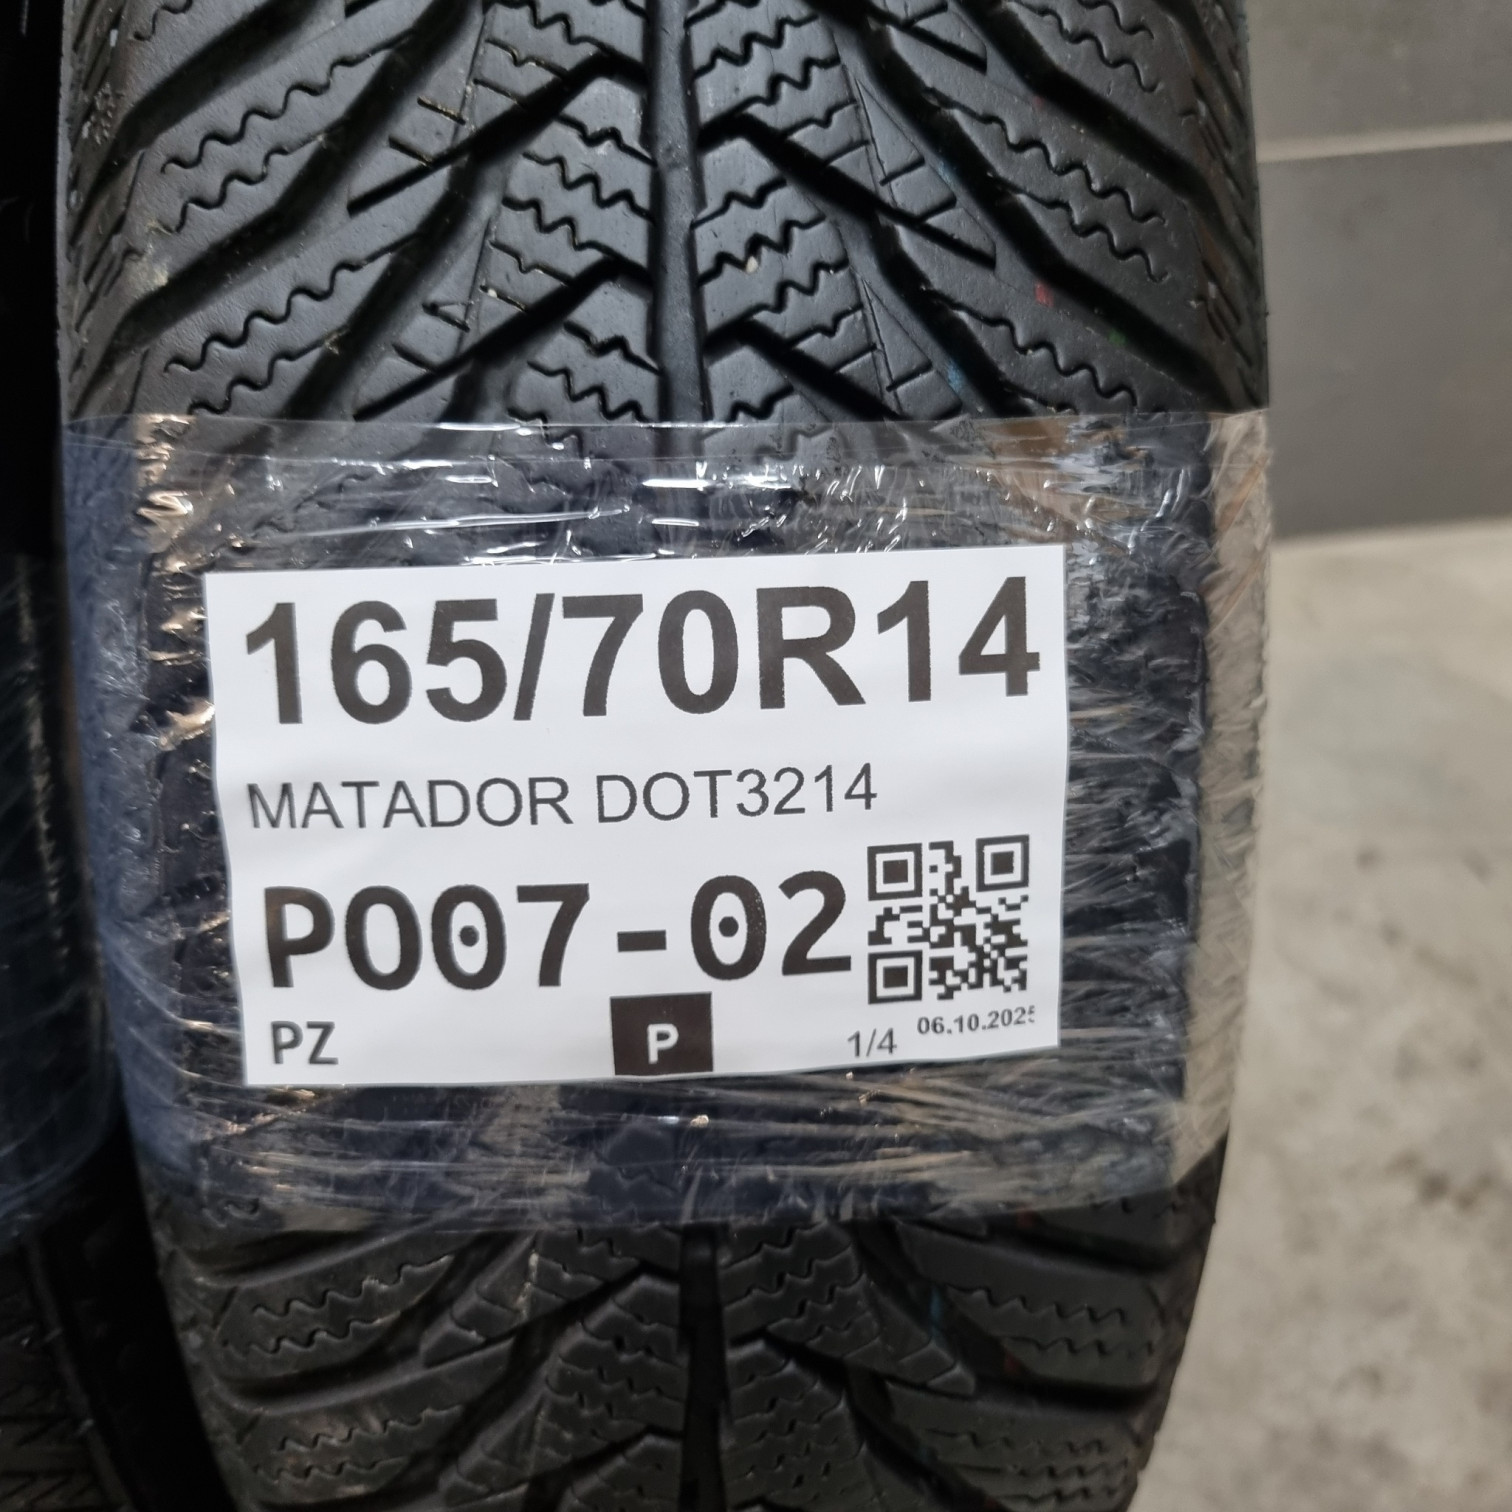 165/70R14
MATADOR DOT3214
P007-02
PZ
P
1/4
06.10.2025